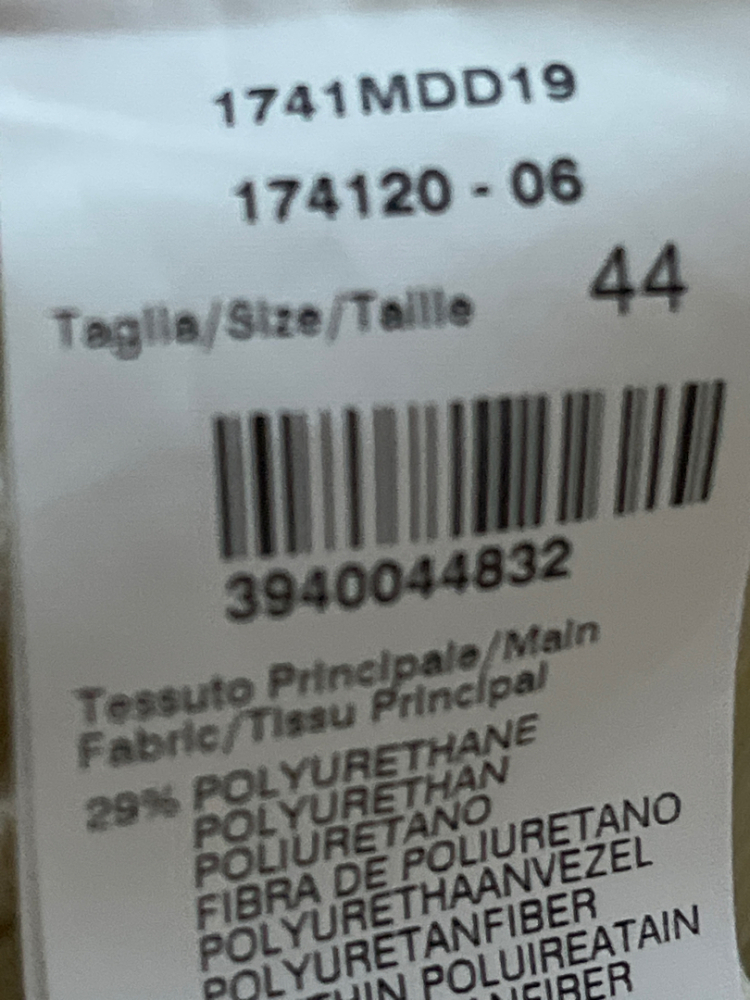 1741MDD19
174120 - 06
Taglia/Size/Taille 44
3940044832
Tessuto Principale/Main
Fabric/Tissu Principal
29% POLYURETHANE
POLYURETHAN
POLIURETANO
FIBRA DE POLIURETANO
POLYURETHAANVEZEL
POLYURETANFIBER
POLUIREATAIN